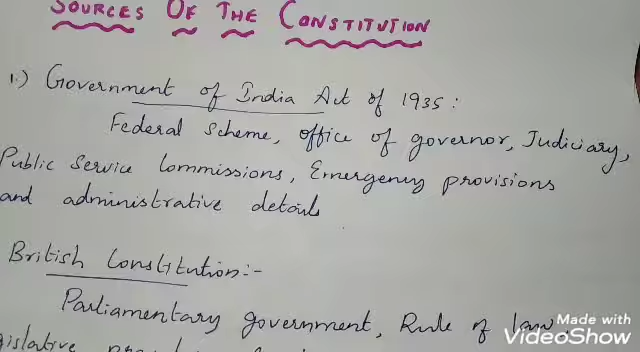 SOURCES OF THE CONSTITUTION
1.) Government of India Act of 1935 :
Federal Scheme, office of governor, Judiciary,
Public Service Commissions, Emergency provisions
and administrative details
British Constitution:-
Parliamentary government, Rule of law,
Made with
VideoShow